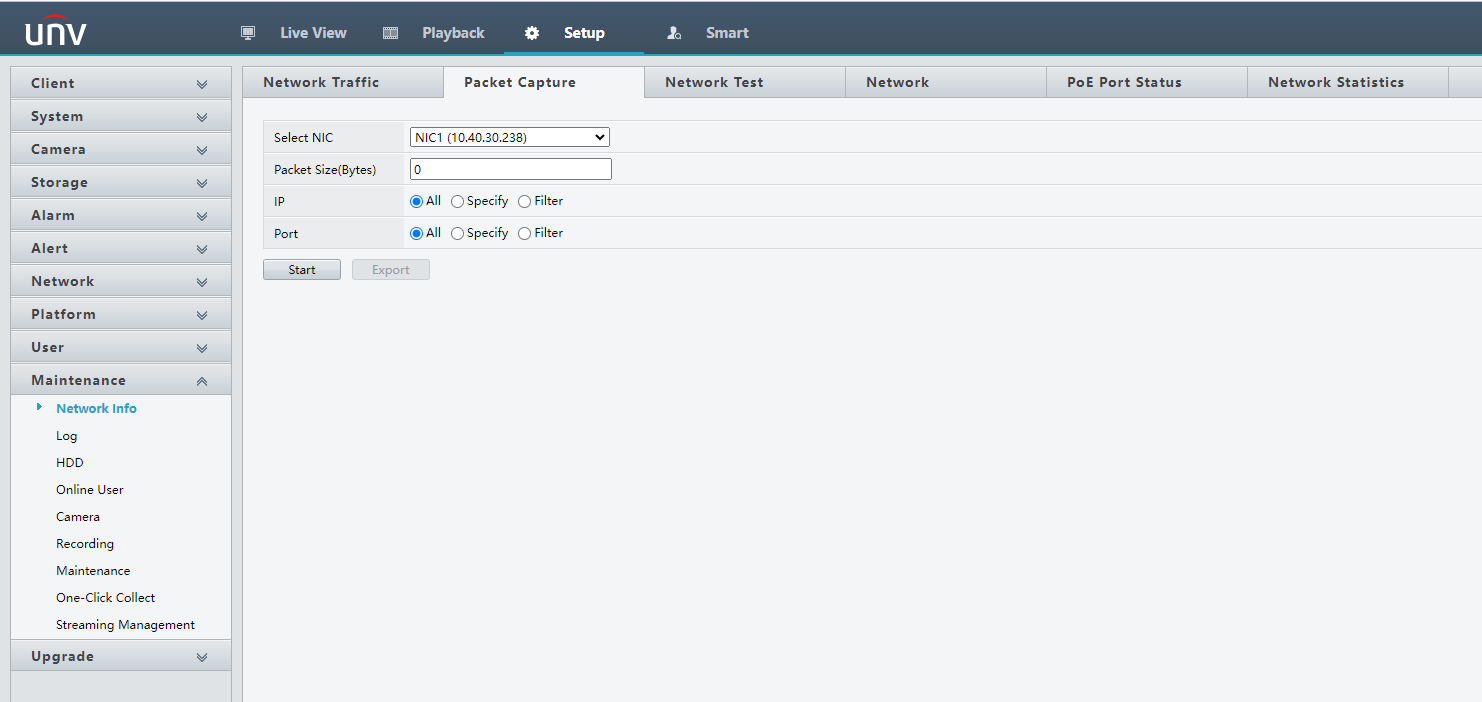 unv
Live View Playback Setup Smart
Client
System
Camera
Storage
Alarm
Alert
Network
Platform
User
Maintenance
Network Info
Log
HDD
Online User
Camera
Recording
Maintenance
One-Click Collect
Streaming Management
Upgrade
Network Traffic Packet Capture Network Test Network PoE Port Status Network Statistics
Select NIC NIC1 (10.40.30.238)
Packet Size(Bytes) 0
IP All Specify Filter
Port All Specify Filter
Start Export